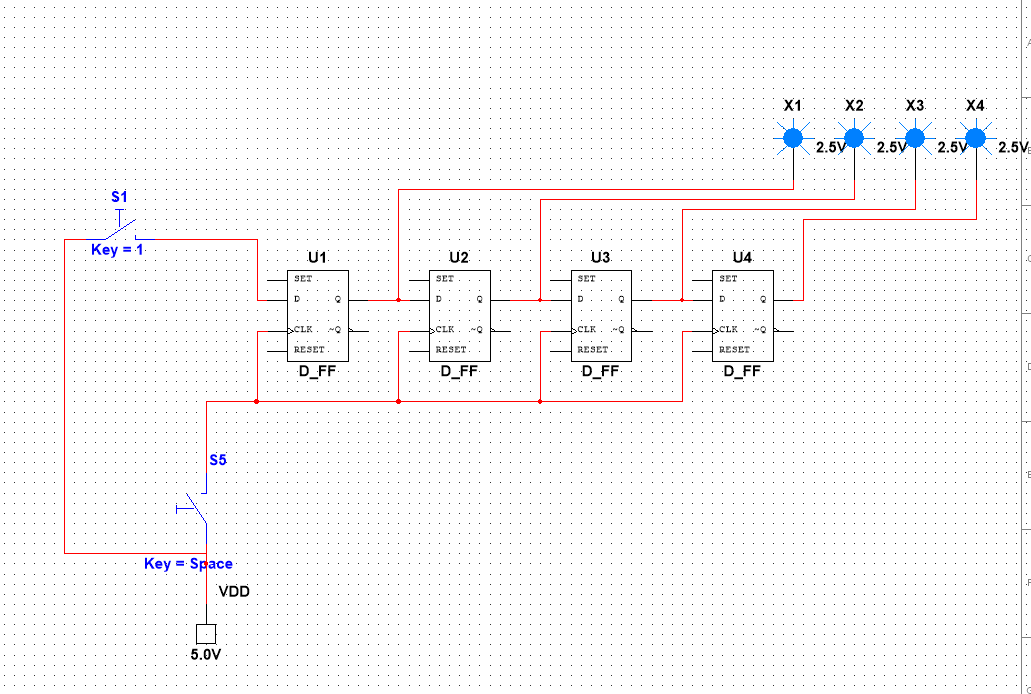 X1 X2 X3 X4
2.5V 2.5V 2.5V 2.5V
S1
Key = 1
U1 U2 U3 U4
SET SET SET SET
D Q D Q D Q D Q
CLK ~Q CLK ~Q CLK ~Q CLK ~Q
RESET RESET RESET RESET
D_FF D_FF D_FF D_FF
S5
Key = Space
VDD
5.0V